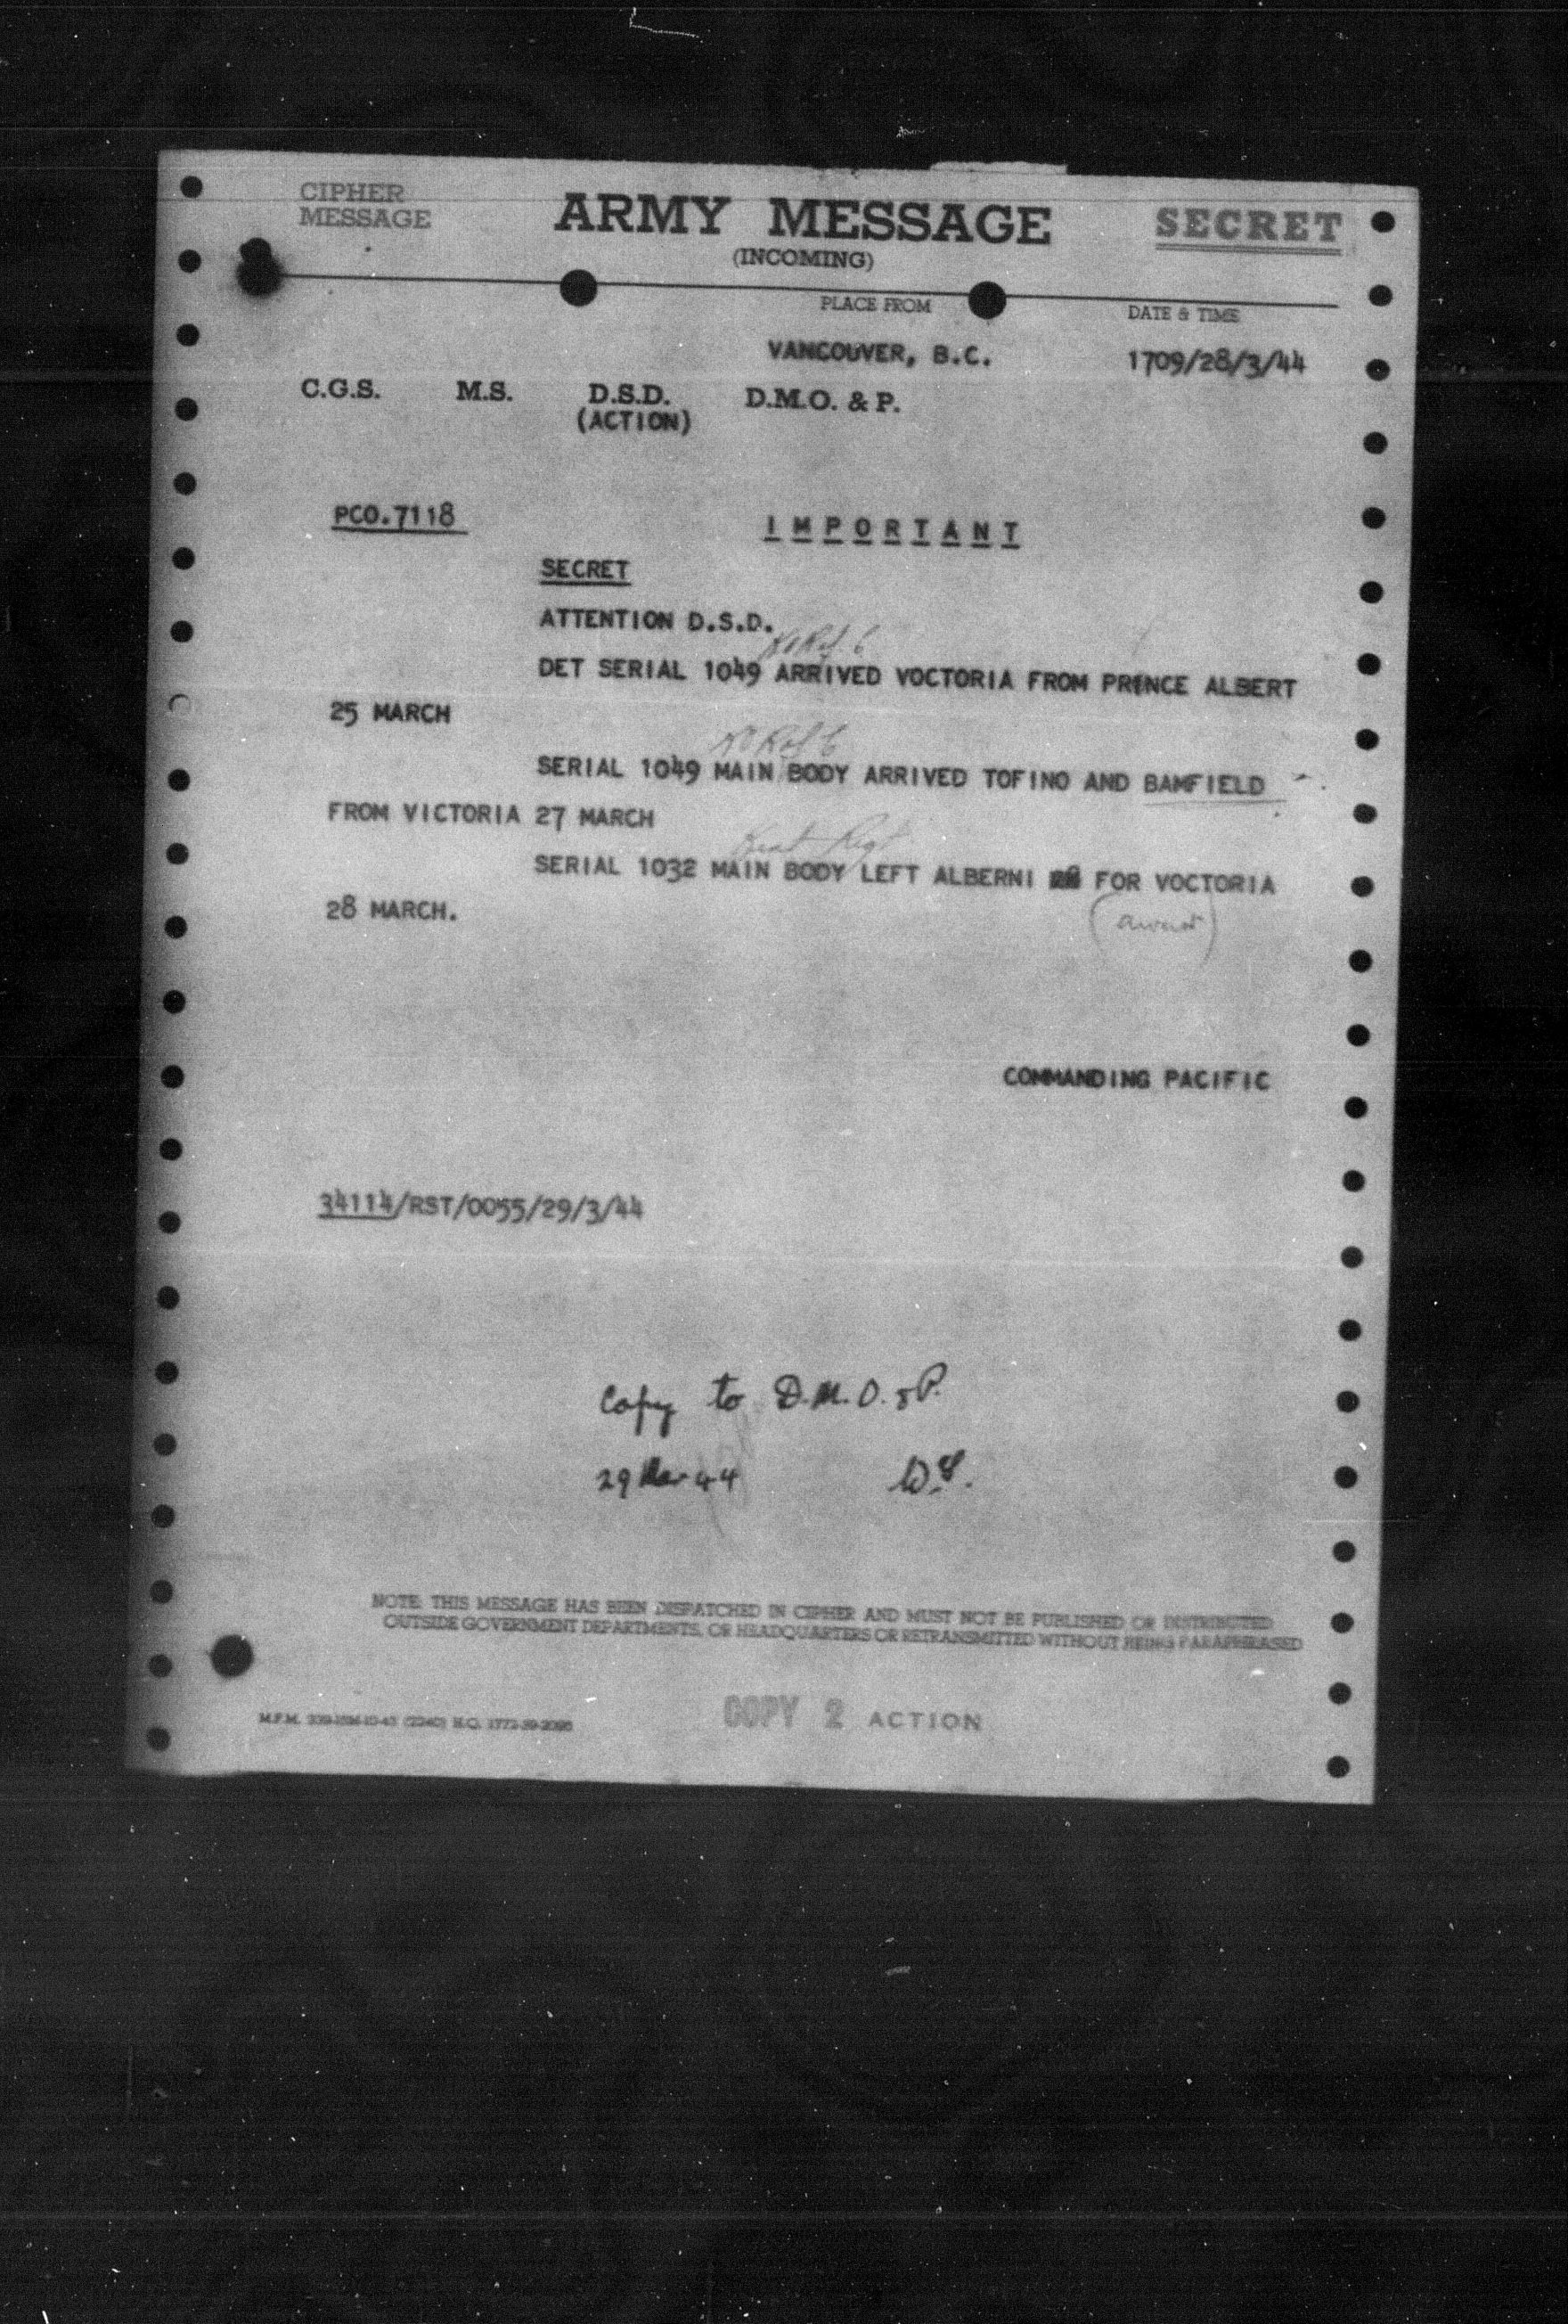 CIPHER
MESSAGE
ARMY MESSAGE
SECRET
(INCOMING)
PLACE FROM
DATE & TIME
VANCOUVER, B.C.
1709/28/3/44
C.G.S. M.S. D.S.D. D.M.O. & P.
(ACTION)
PCO.7118
IMPORTANT
SECRET
ATTENTION D.S.D.
DET SERIAL 1049 ARRIVED VOCTORIA FROM PRINCE ALBERT
25 MARCH
SERIAL 1049 MAIN BODY ARRIVED TOFINO AND BAMFIELD
FROM VICTORIA 27 MARCH
Kent Regt
SERIAL 1032 MAIN BODY LEFT ALBERNI FOR VOCTORIA
28 MARCH.
COMMANDING PACIFIC
34114/RST/0055/29/3/44
Copy to D.M.O. & P.
29 Mar 44
NOTE: THIS MESSAGE HAS BEEN DISPATCHED IN CIPHER AND MUST NOT BE PUBLISHED OR DISTRIBUTED
OUTSIDE GOVERNMENT DEPARTMENTS, OR HEADQUARTERS OR RETRANSMITTED WITHOUT BEING PARAPHRASED
COPY 2 ACTION
M.F.M.